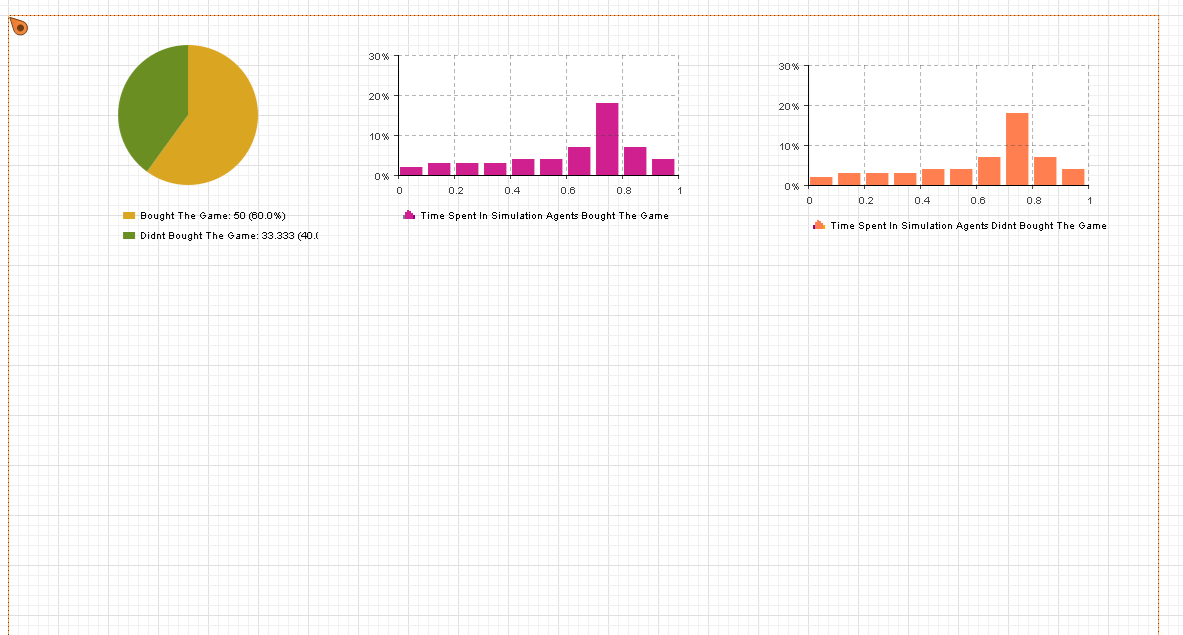 30%
20%
10%
0%
0 0.2 0.4 0.6 0.8 1
Time Spent In Simulation Agents Bought The Game
30%
20%
10%
0%
0 0.2 0.4 0.6 0.8 1
Time Spent In Simulation Agents Didnt Bought The Game
Bought The Game: 50 (60.0%)
Didnt Bought The Game: 33.333 (40.(